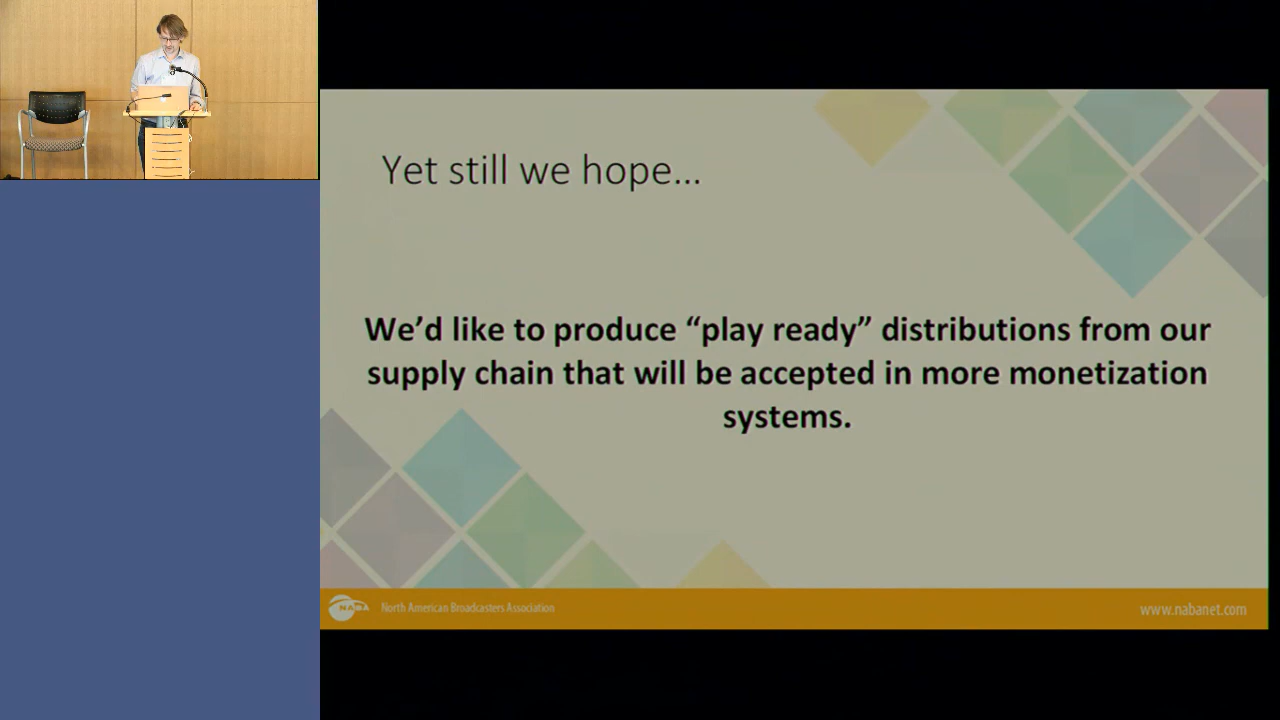 Yet still we hope...
We’d like to produce “play ready” distributions from our
supply chain that will be accepted in more monetization
systems.
NABA
North American Broadcasters Association
www.nabanet.com